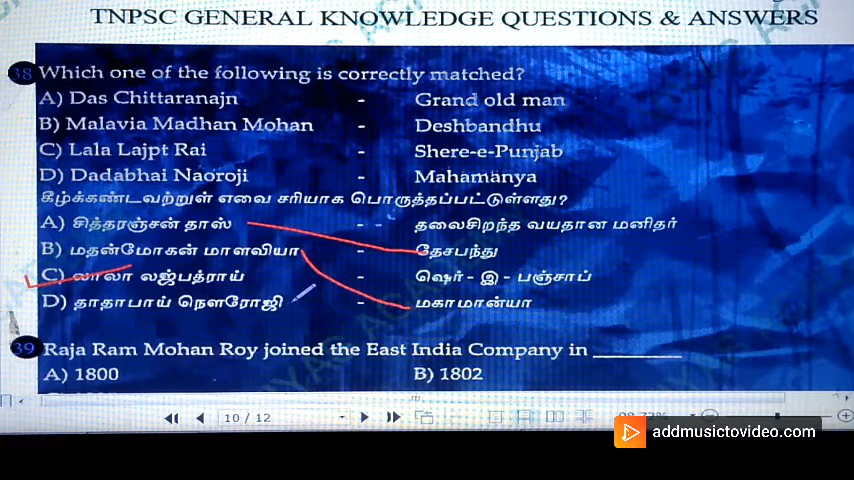 TNPSC GENERAL KNOWLEDGE QUESTIONS & ANSWERS
38 Which one of the following is correctly matched?
A) Das Chittaranajn - Grand old man
B) Malavia Madhan Mohan - Deshbandhu
C) Lala Lajpt Rai - Shere-e-Punjab
D) Dadabhai Naoroji - Mahamanya
கீழ்க்கண்டவற்றுள் எவை சரியாக பொருத்தப்பட்டுள்ளது?
A) சித்தரஞ்சன் தாஸ் - தலைசிறந்த வயதான மனிதர்
B) மதன்மோகன் மாளவியா - தேசபந்து
C) லாலா லஜ்பத்ராய் - ஷெர் - இ - பஞ்சாப்
D) தாதாபாய் நௌரோஜி - மகாமான்யா
39 Raja Ram Mohan Roy joined the East India Company in ________
A) 1800 B) 1802
10 / 12
addmusictovideo.com